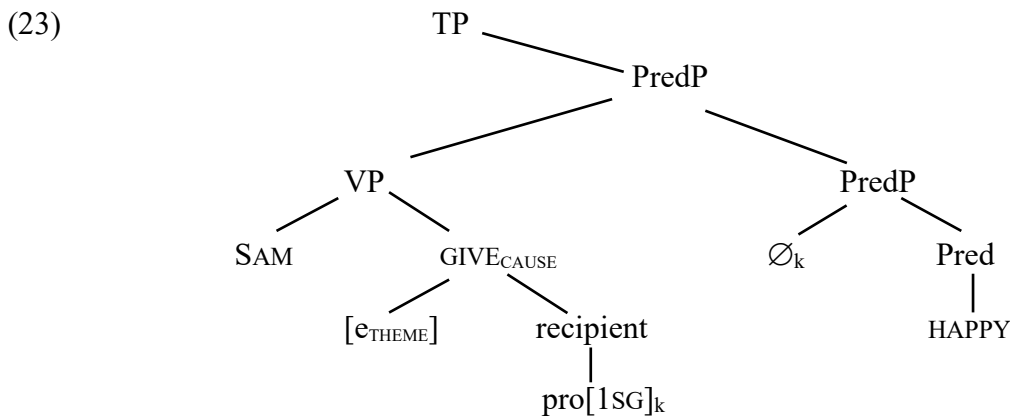 (23) TP
PredP
VP PredP
SAM GIVECAUSE ∅k Pred
[eTHEME] recipient HAPPY
pro[1SG]k